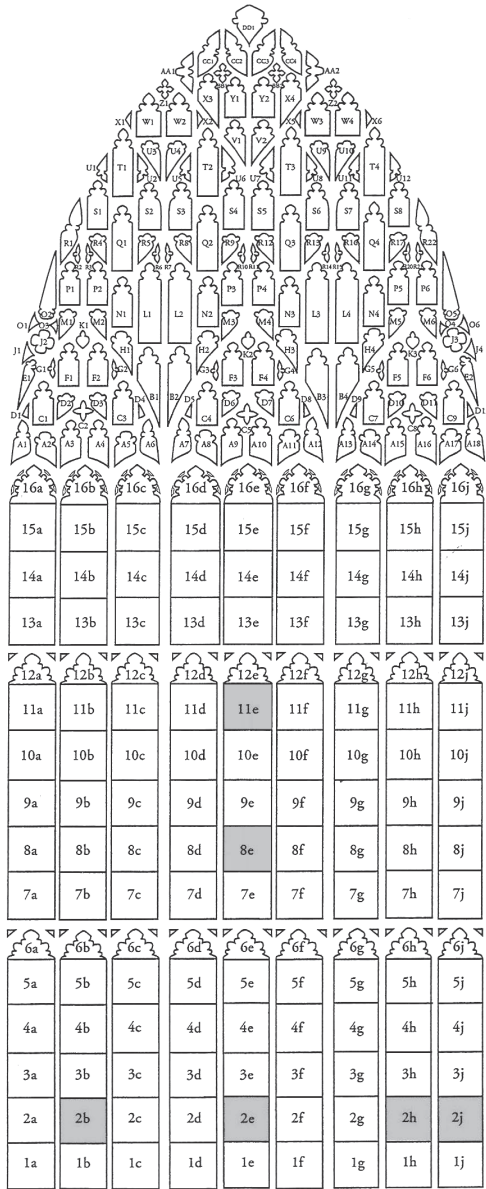 DD1
CC1 CC2 CC3 CC4
AA1 AA2
X3 Y1 Y2 X4
Z1 Z2
X1 W1 W2 X2 X5 W3 W4 X6
V1 V2
U3 U4 U9 U10
U1 T1 T2 T3 T4
U2 U5 U6 U7 U8 U11 U12
S1 S2 S3 S4 S5 S6 S7 S8
R1 R4 Q1 R5 R8 Q2 R9 R12 Q3 R13 R16 Q4 R17 R22
R2 R3 R6 R7 R10 R11 R14 R15 R20
P1 P2 P3 P4 P5 P6
N1 L1 L2 N2 N3 L3 L4 N4
O2 O5
O1 O3 M1 K1 M2 M3 M4 M5 M6 O4 O6
J1 J2 H1 H2 K2 H3 H4 K3 J3 J4
E1 G1 F1 F2 G2 G3 F3 F4 G4 G5 F5 F6 G6 E2
B1 B2 B3 B4
D1 C1 D2 D3 C3 D4 D5 C4 D6 D7 C6 D8 D9 C7 D10 D11 C9 D1
C2 C5 C8
A1 A2 A3 A4 A5 A6 A7 A8 A9 A10 A11 A12 A13 A14 A15 A16 A17 A18
16a 16b 16c 16d 16e 16f 16g 16h 16j
15a 15b 15c 15d 15e 15f 15g 15h 15j
14a 14b 14c 14d 14e 14f 14g 14h 14j
13a 13b 13c 13d 13e 13f 13g 13h 13j
12a 12b 12c 12d 12e 12f 12g 12h 12j
11a 11b 11c 11d 11e 11f 11g 11h 11j
10a 10b 10c 10d 10e 10f 10g 10h 10j
9a 9b 9c 9d 9e 9f 9g 9h 9j
8a 8b 8c 8d 8e 8f 8g 8h 8j
7a 7b 7c 7d 7e 7f 7g 7h 7j
6a 6b 6c 6d 6e 6f 6g 6h 6j
5a 5b 5c 5d 5e 5f 5g 5h 5j
4a 4b 4c 4d 4e 4f 4g 4h 4j
3a 3b 3c 3d 3e 3f 3g 3h 3j
2a 2b 2c 2d 2e 2f 2g 2h 2j
1a 1b 1c 1d 1e 1f 1g 1h 1j